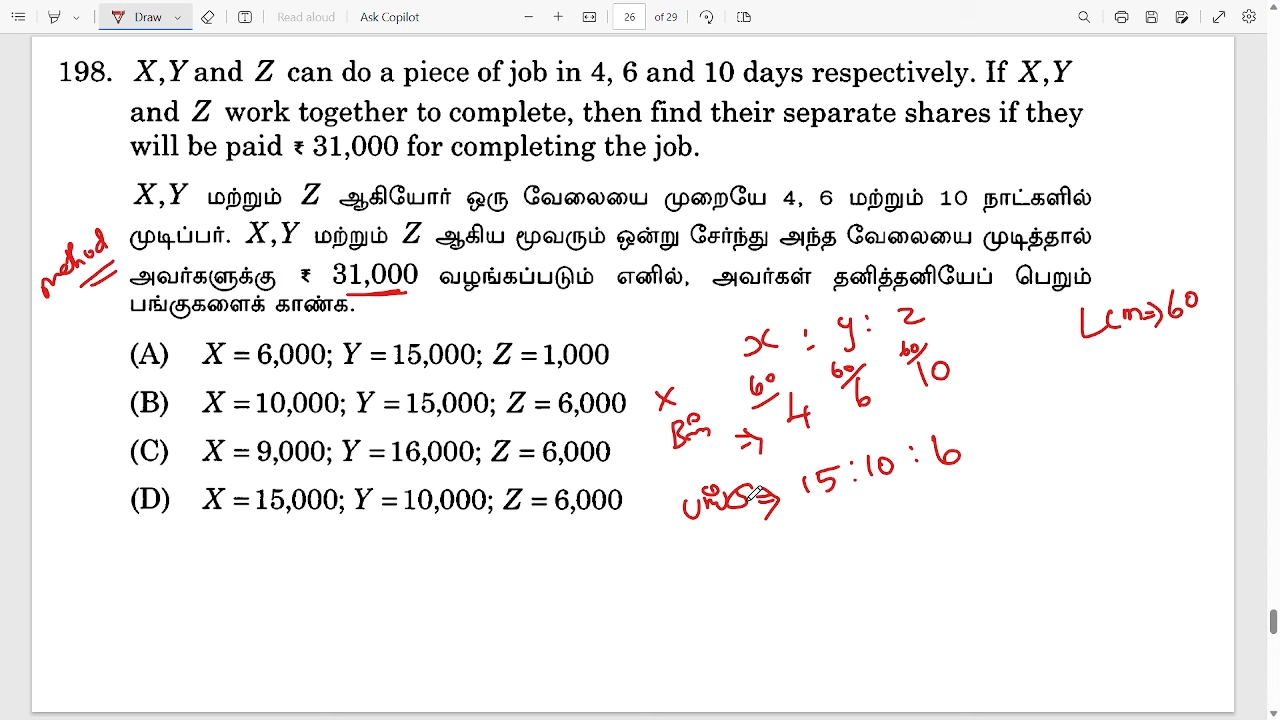 Draw
Read aloud
Ask Copilot
26 of 29
198. X,Y and Z can do a piece of job in 4, 6 and 10 days respectively. If X,Y
and Z work together to complete, then find their separate shares if they
will be paid ₹ 31,000 for completing the job.
X,Y மற்றும் Z ஆகியோர் ஒரு வேலையை முறையே 4, 6 மற்றும் 10 நாட்களில்
முடிப்பர். X,Y மற்றும் Z ஆகிய மூவரும் ஒன்று சேர்ந்து அந்த வேலையை முடித்தால்
அவர்களுக்கு ₹ 31,000 வழங்கப்படும் எனில், அவர்கள் தனித்தனியேப் பெறும்
பங்குகளைக் காண்க.
method
LCM => 60
x : y : z
(A) X = 6,000; Y = 15,000; Z = 1,000
60/4 60/6 60/10
(B) X = 10,000; Y = 15,000; Z = 6,000
X
(C) X = 9,000; Y = 16,000; Z = 6,000
=> 15 : 10 : 6
(D) X = 15,000; Y = 10,000; Z = 6,000